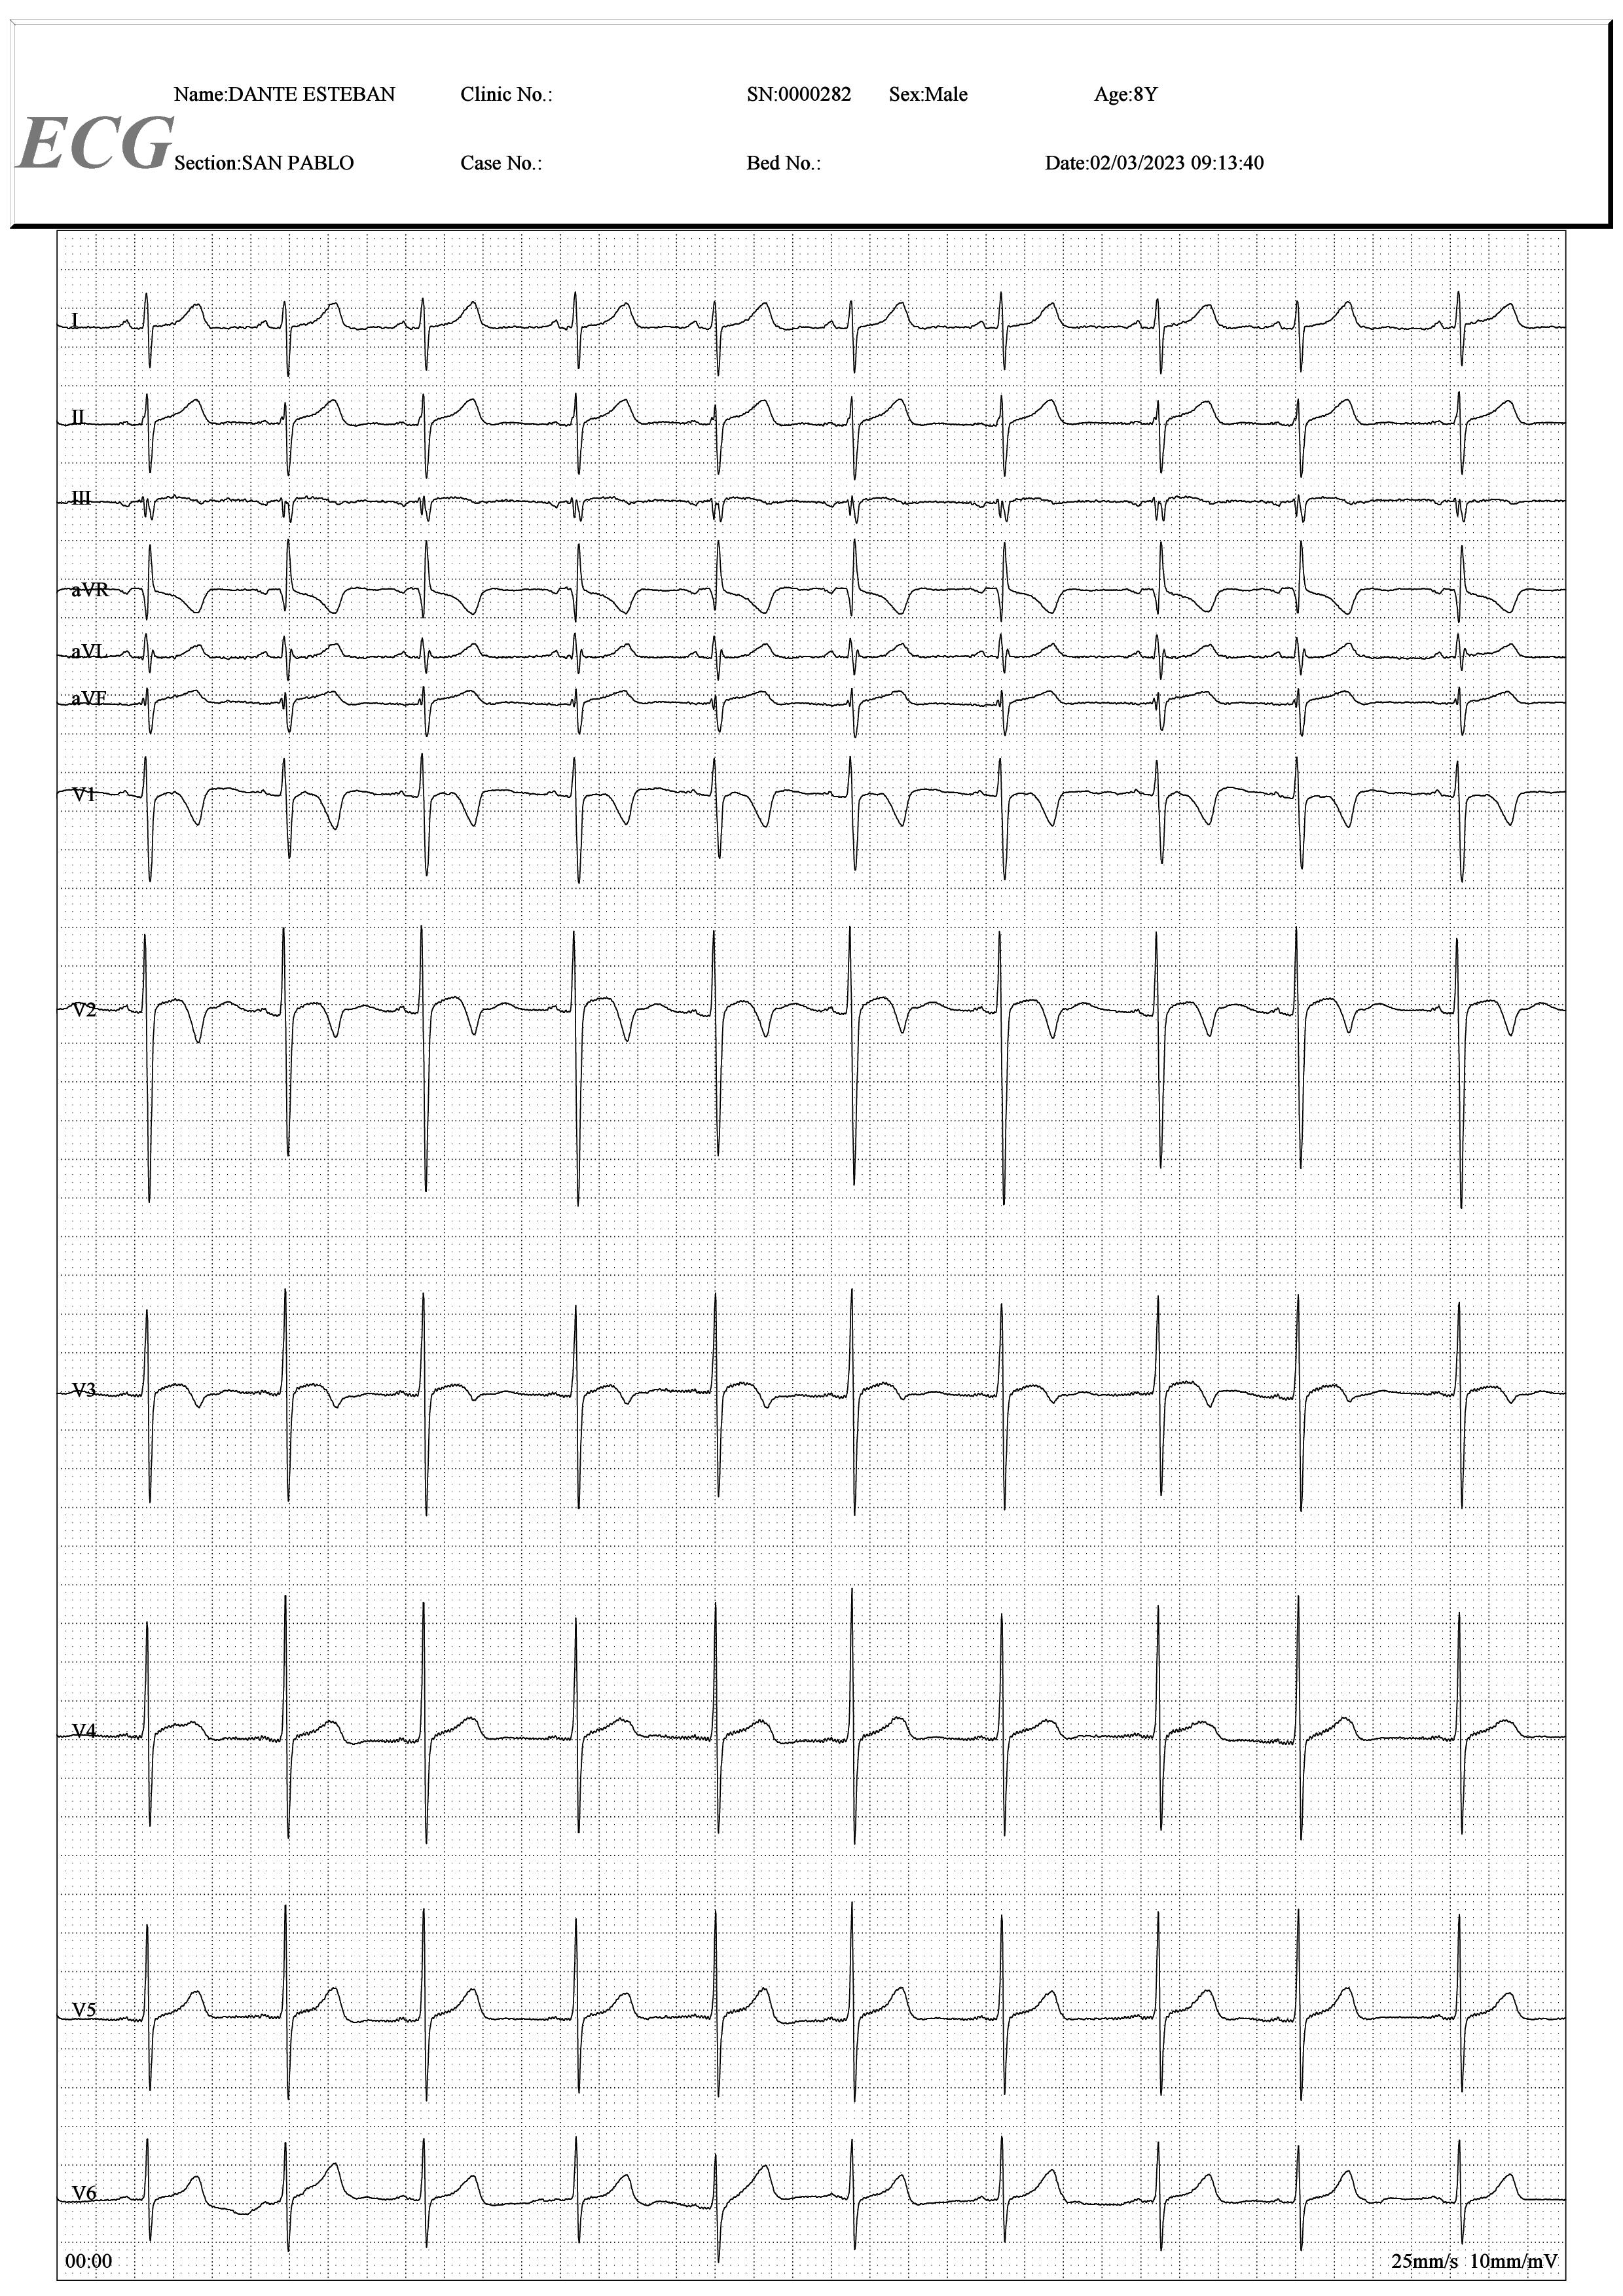 Name:DANTE ESTEBAN Clinic No.: SN:0000282 Sex:Male Age:8Y
ECG
Section:SAN PABLO Case No.: Bed No.: Date:02/03/2023 09:13:40
I
II
III
aVR
aVL
aVF
V1
V2
V3
V4
V5
V6
00:00 25mm/s 10mm/mV